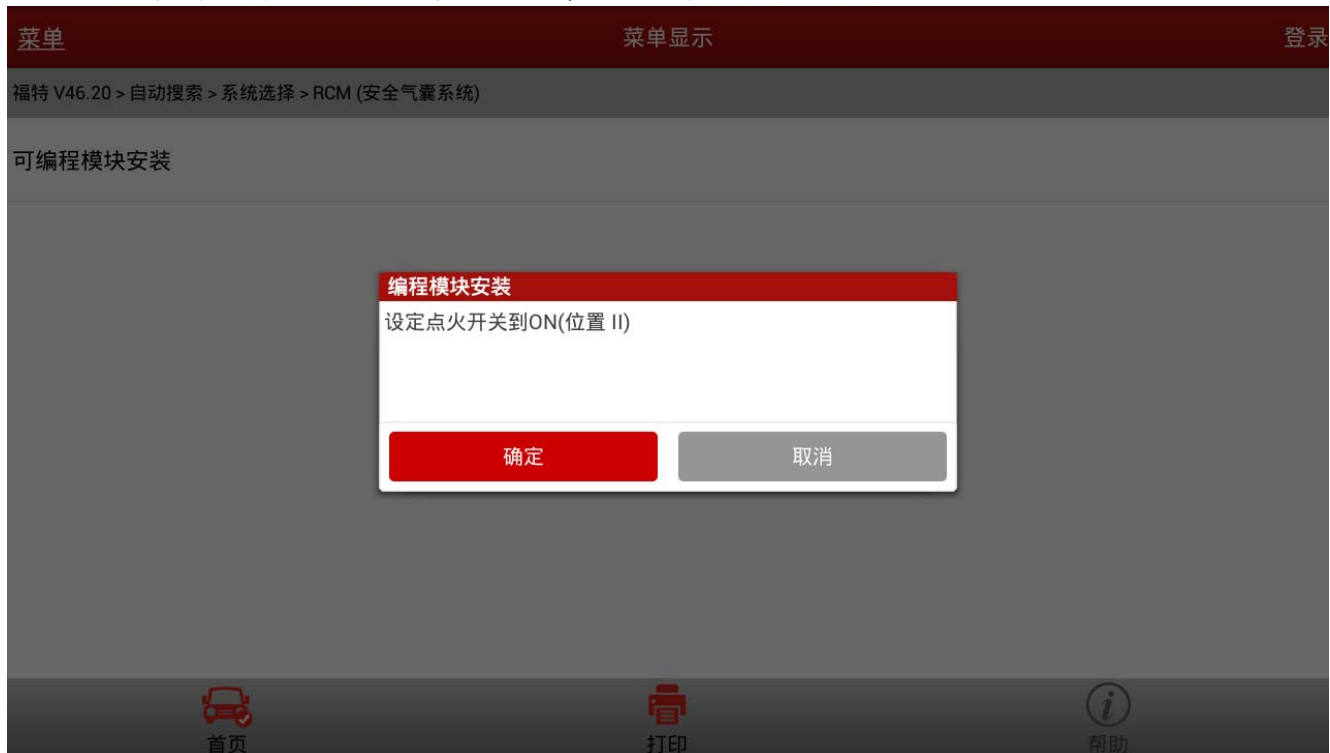 菜单
菜单显示
登录
福特 V46.20 > 自动搜索 > 系统选择 > RCM (安全气囊系统)
可编程模块安装
编程模块安装
设定点火开关到ON(位置 II)
确定
取消
首页
打印
帮助